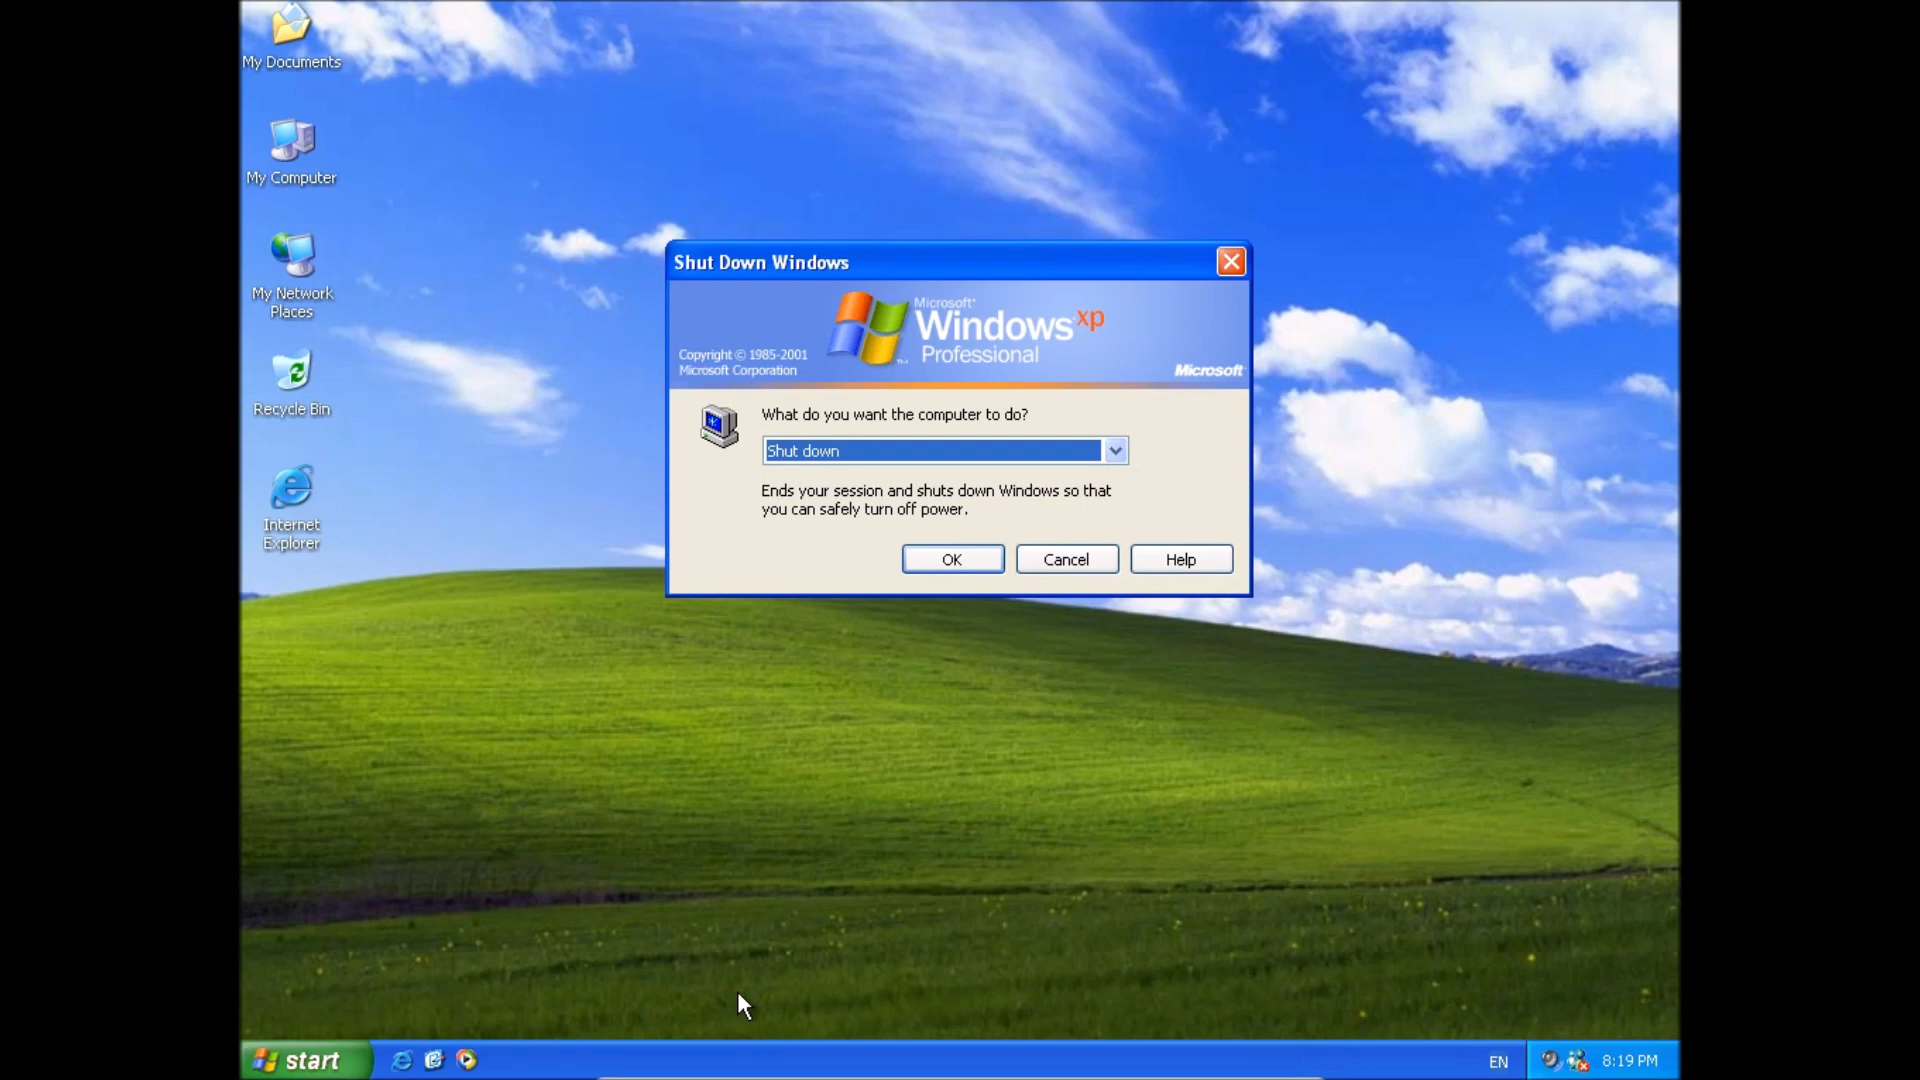 My Documents
My Computer
My Network
Places
Recycle Bin
Internet
Explorer
Shut Down Windows
Microsoft®
Windows xp
Professional
TM
Copyright © 1985-2001
Microsoft Corporation
Microsoft
What do you want the computer to do?
Shut down
Ends your session and shuts down Windows so that
you can safely turn off power.
OK
Cancel
Help
start
EN
8:19 PM